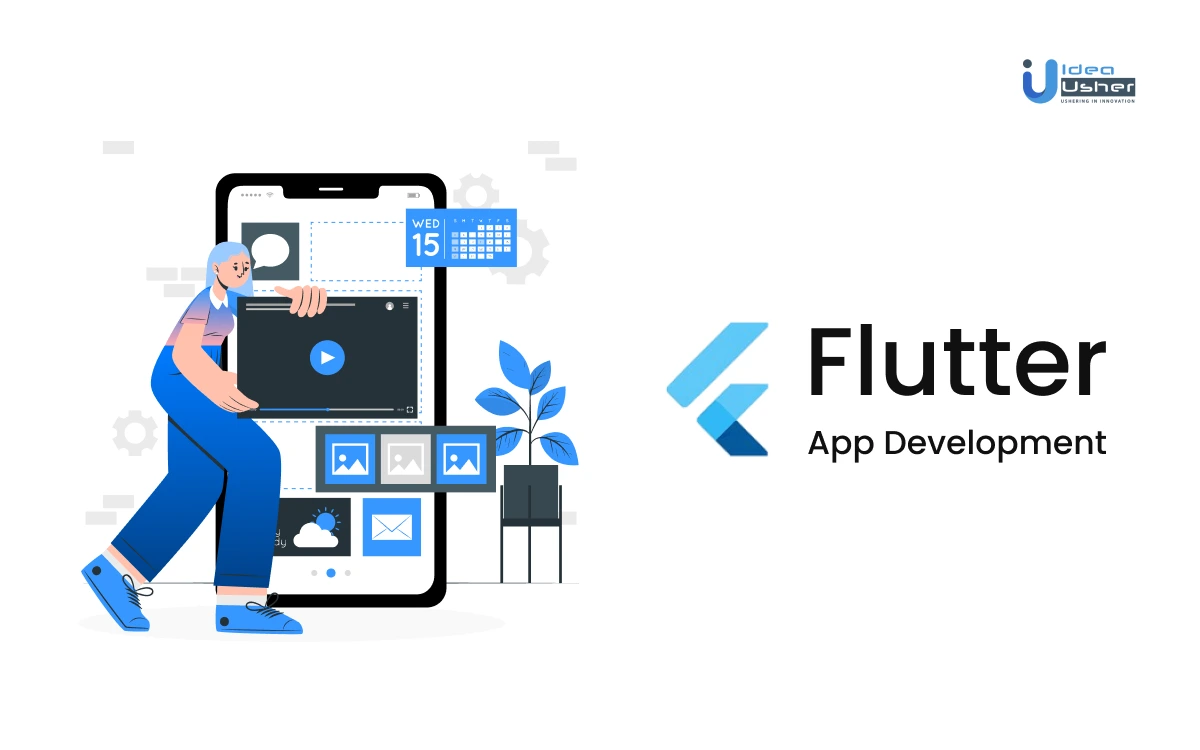 Idea
Usher
USHERING IN INNOVATION
WED
15
S M T W T F S
Flutter
App Development